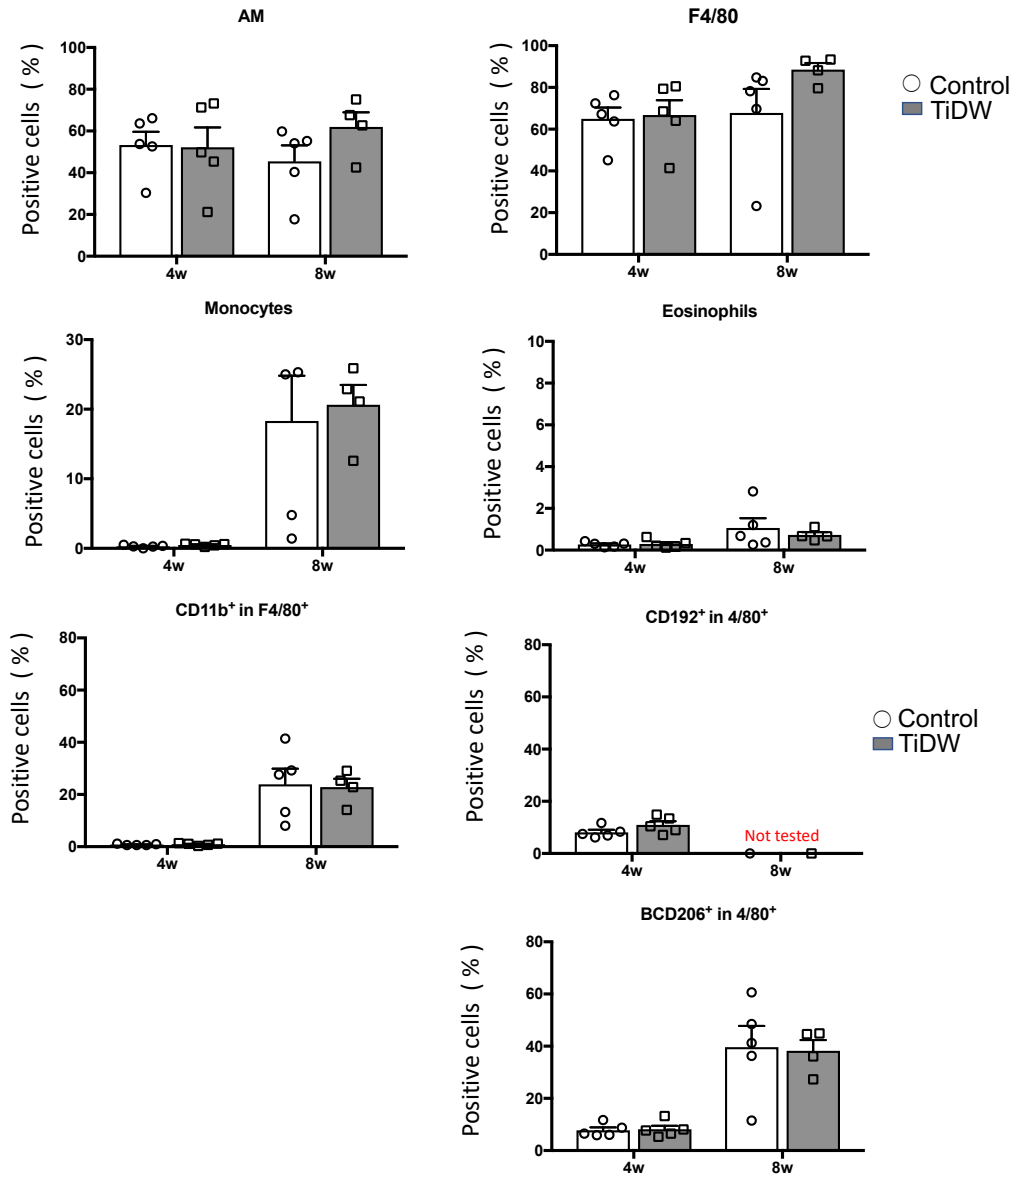 AM
Positive cells ( % )
100
80
60
40
20
0
4w
8w
F4/80
Positive cells ( % )
100
80
60
40
20
0
4w
8w
Control
TiDW
Monocytes
Positive cells ( % )
30
20
10
0
4w
8w
Eosinophils
Positive cells ( % )
10
8
6
4
2
0
4w
8w
CD11b⁺ in F4/80⁺
Positive cells ( % )
80
60
40
20
0
4w
8w
CD192⁺ in 4/80⁺
Positive cells ( % )
80
60
40
20
0
Not tested
4w
8w
Control
TiDW
BCD206⁺ in 4/80⁺
Positive cells ( % )
80
60
40
20
0
4w
8w